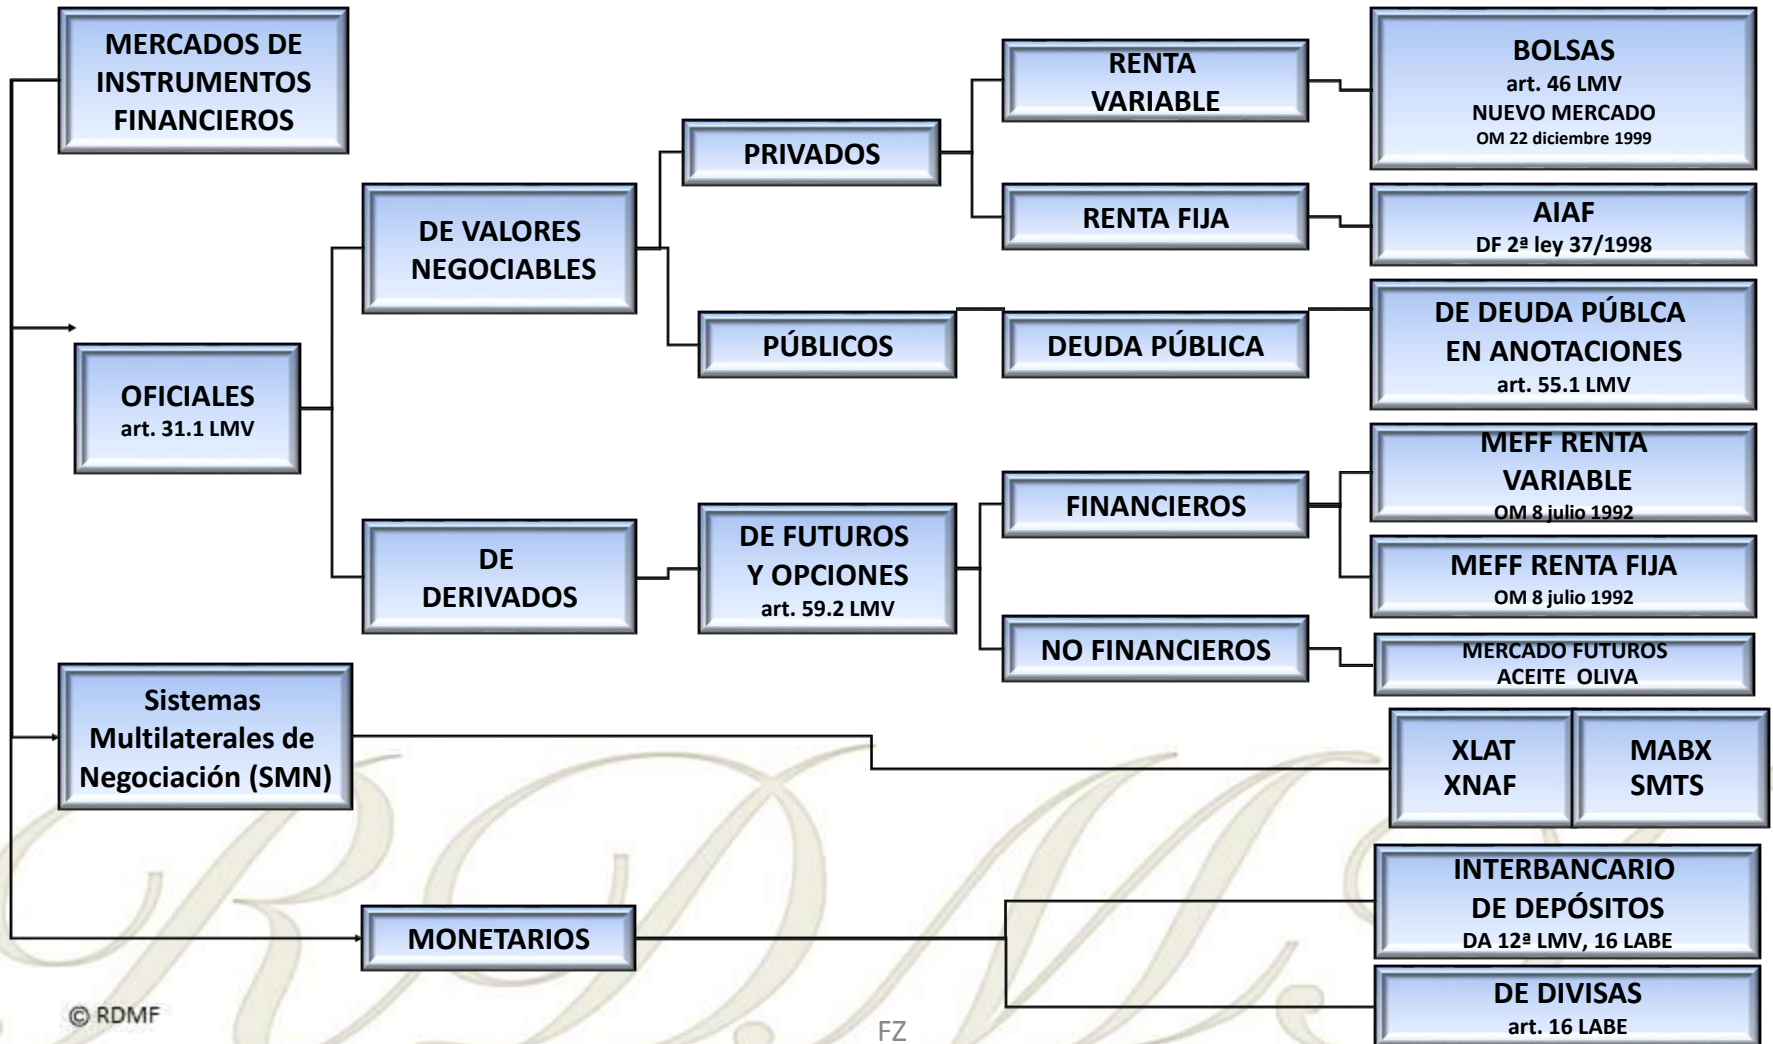 MERCADOS DE
INSTRUMENTOS
FINANCIEROS
OFICIALES
art. 31.1 LMV
DE VALORES
NEGOCIABLES
PRIVADOS
RENTA
VARIABLE
BOLSAS
art. 46 LMV
NUEVO MERCADO
OM 22 diciembre 1999
RENTA FIJA
AIAF
DF 2ª ley 37/1998
PÚBLICOS
DEUDA PÚBLICA
DE DEUDA PÚBLCA
EN ANOTACIONES
art. 55.1 LMV
DE
DERIVADOS
DE FUTUROS
Y OPCIONES
art. 59.2 LMV
FINANCIEROS
MEFF RENTA
VARIABLE
OM 8 julio 1992
MEFF RENTA FIJA
OM 8 julio 1992
NO FINANCIEROS
MERCADO FUTUROS
ACEITE OLIVA
Sistemas
Multilaterales de
Negociación (SMN)
XLAT
XNAF
MABX
SMTS
MONETARIOS
INTERBANCARIO
DE DEPÓSITOS
DA 12ª LMV, 16 LABE
DE DIVISAS
art. 16 LABE
© RDMF
FZ